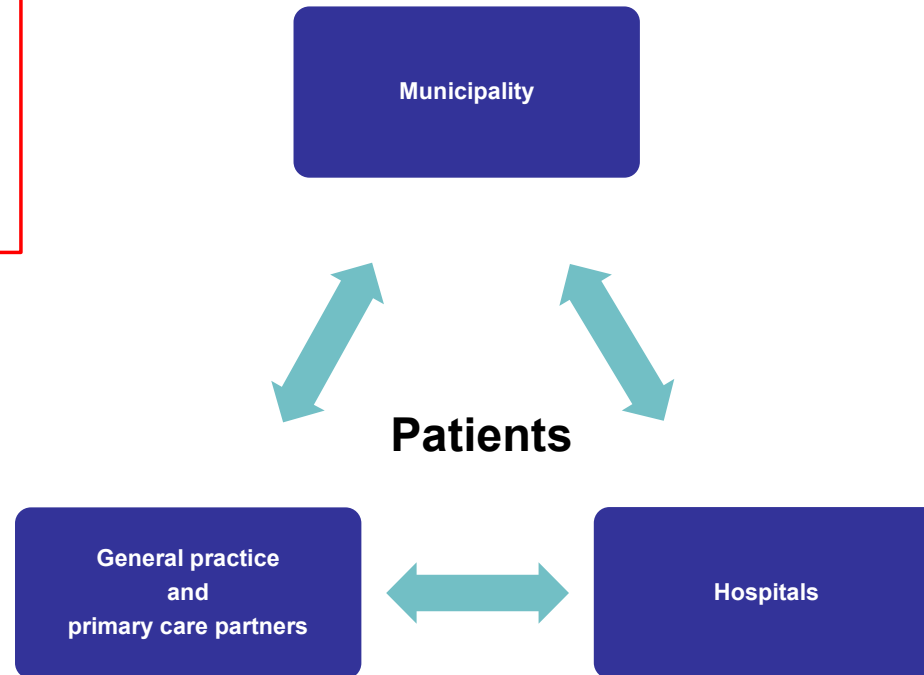 Municipality
Patients
General practice
and
primary care partners
Hospitals